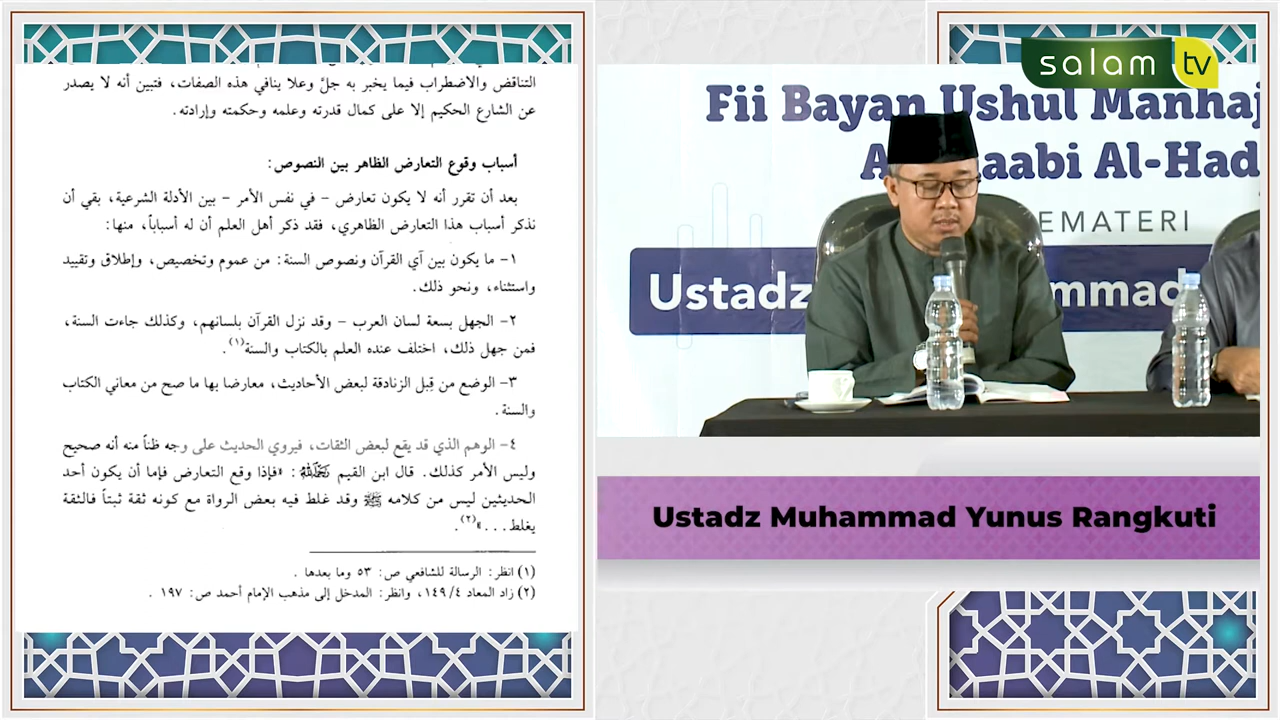 التناقض والاضطراب فيما يخبر به جلَّ وعلا ينافي هذه الصفات، فتبين أنه لا يصدر
عن الشارع الحكيم إلا على كمال قدرته وعلمه وحكمته وإرادته.
أسباب وقوع التعارض الظاهر بين النصوص:
بعد أن تقرر أنه لا يكون تعارض – في نفس الأمر – بين الأدلة الشرعية، بقي أن
نذكر أسباب هذا التعارض الظاهري، فقد ذكر أهل العلم أن له أسباباً، منها:
١– ما يكون بين آي القرآن ونصوص السنة: من عموم وتخصيص، وإطلاق وتقييد
واستثناء، ونحو ذلك.
٢– الجهل بسعة لسان العرب – وقد نزل القرآن بلسانهم، وكذلك جاءت السنة،
فمن جهل ذلك، اختلف عنده العلم بالكتاب والسنة(١).
٣– الوضع من قِبل الزنادقة لبعض الأحاديث، معارضا بها ما صح من معاني الكتاب
والسنة.
٤– الوهم الذي قد يقع لبعض الثقات، فيروي الحديث على وجه ظناً منه أنه صحيح
وليس الأمر كذلك. قال ابن القيم رحمه الله: «فإذا وقع التعارض فإما أن يكون أحد
الحديثين ليس من كلامه ﷺ وقد غلط فيه بعض الرواة مع كونه ثقة ثبتاً فالثقة
يغلط...»(٢).
(١) انظر: الرسالة للشافعي ص: ٥٣ وما بعدها .
(٢) زاد المعاد ١٤٩/٤، وانظر: المدخل إلى مذهب الإمام أحمد ص: ١٩٧ .
salam tv
Fii Bayan Ushul Manhaj
Al-Had
EMATERI
Ustadz
Ustadz Muhammad Yunus Rangkuti